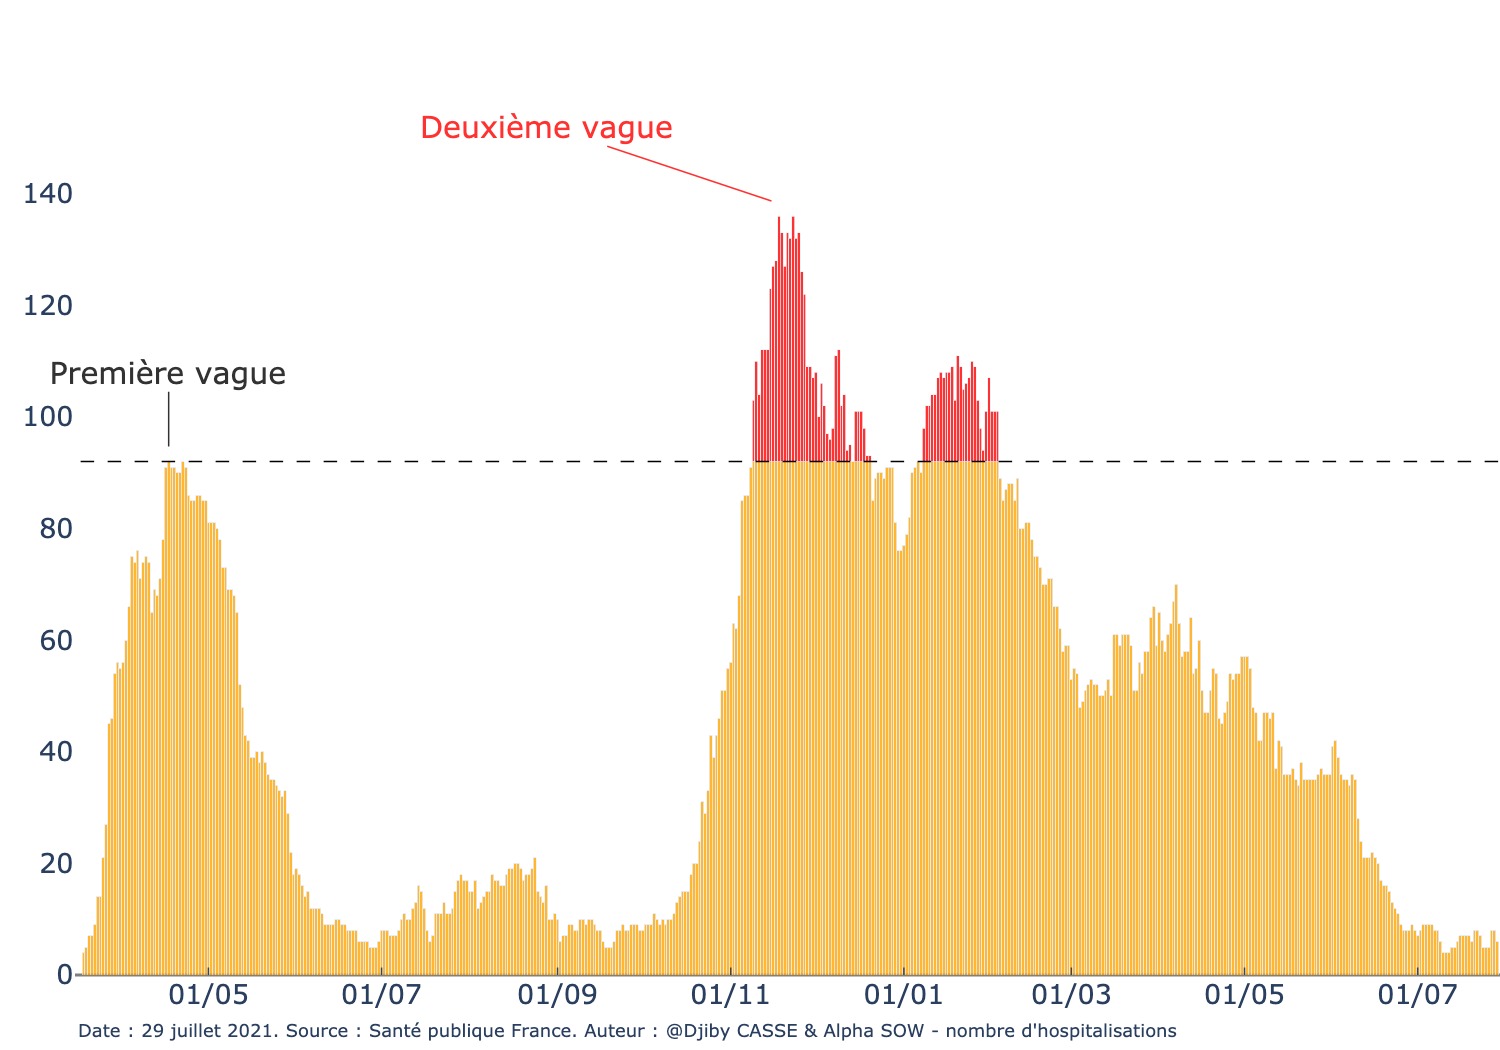 Deuxième vague
140
120
Première vague
100
80
60
40
20
0
01/05 01/07 01/09 01/11 01/01 01/03 01/05 01/07
Date : 29 juillet 2021. Source : Santé publique France. Auteur : @Djiby CASSE & Alpha SOW - nombre d'hospitalisations